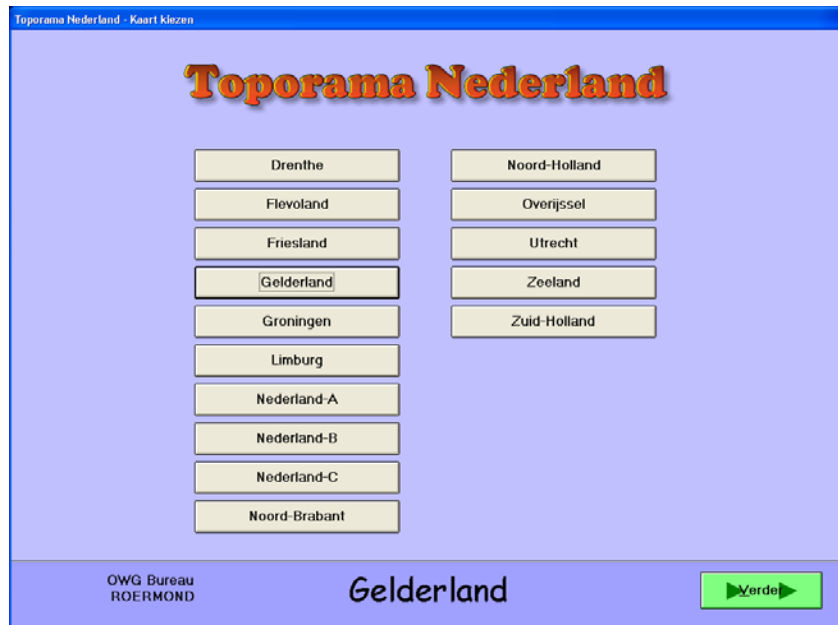 Toporama Nederland - Kaart kiezen
Toporama Nederland
Drenthe
Flevoland
Friesland
Gelderland
Groningen
Limburg
Nederland-A
Nederland-B
Nederland-C
Noord-Brabant
Noord-Holland
Overijssel
Utrecht
Zeeland
Zuid-Holland
OWG Bureau
ROERMOND
Gelderland
Verder